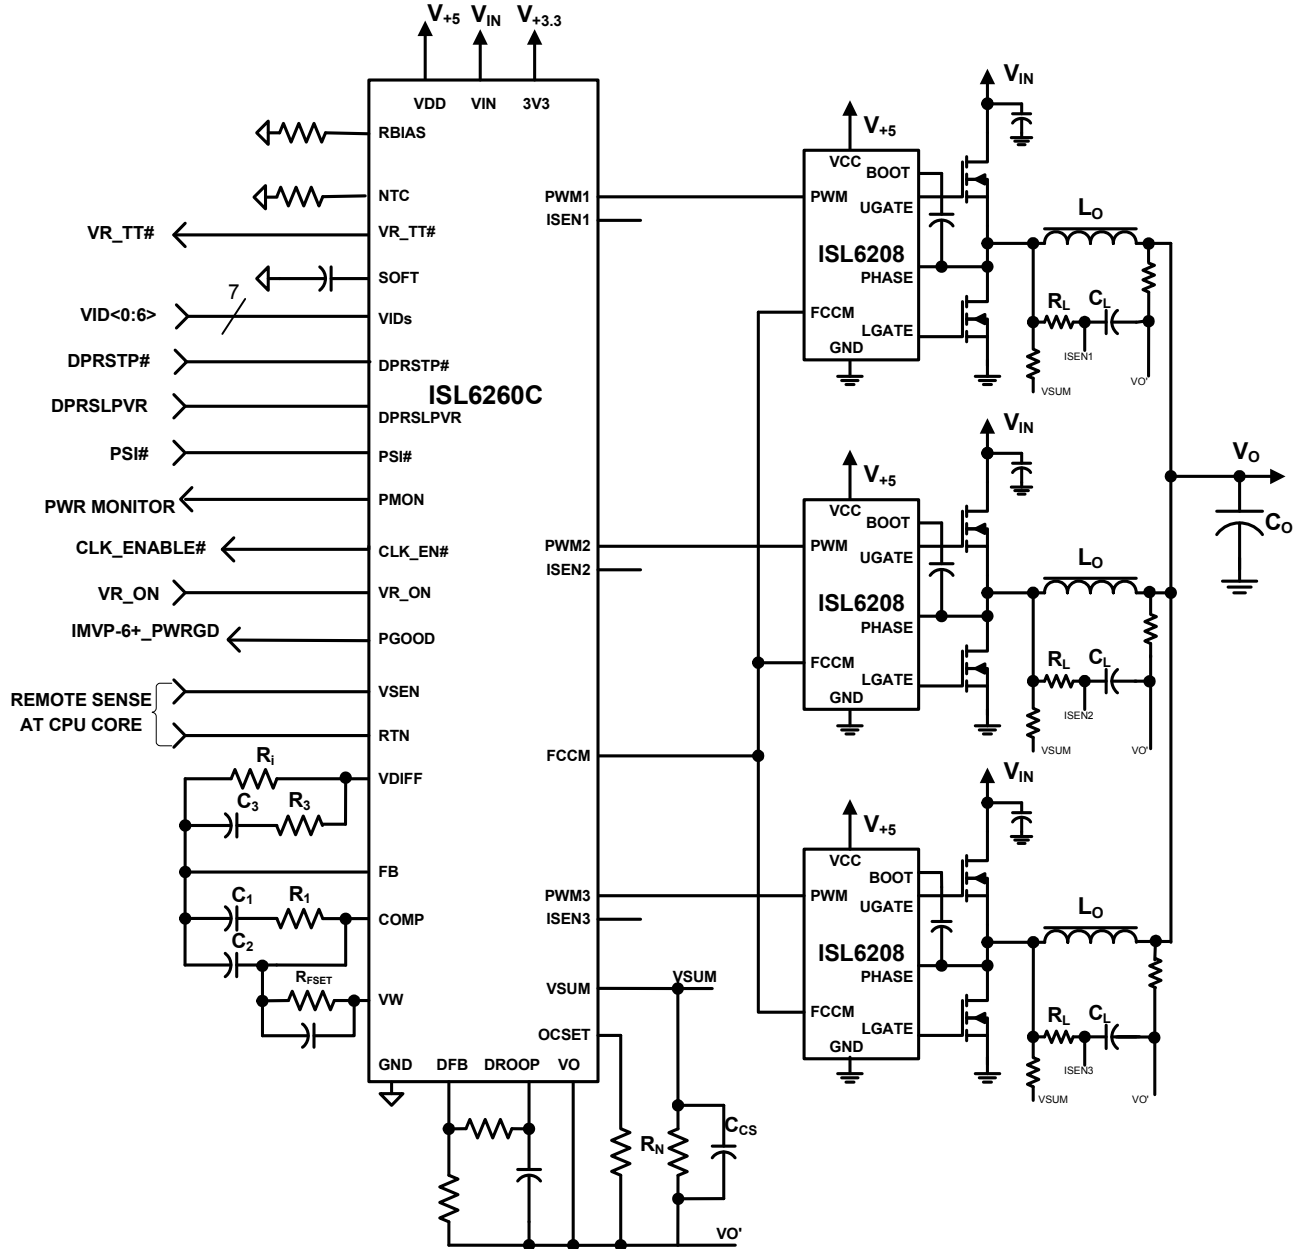 V+5 VIN V+3.3
VDD VIN 3V3
RBIAS
NTC
VR_TT# VR_TT#
SOFT
7
VID<0:6> VIDs
DPRSTP# DPRSTP#
ISL6260C
DPRSLPVR DPRSLPVR
PSI# PSI#
PWR MONITOR PMON
CLK_ENABLE# CLK_EN#
VR_ON VR_ON
IMVP-6+_PWRGD PGOOD
REMOTE SENSE
AT CPU CORE
VSEN
RTN
Ri VDIFF
C3 R3
FB
C1 R1 COMP
C2
RFSET VW
GND DFB DROOP VO
PWM1
ISEN1
PWM2
ISEN2
FCCM
PWM3
ISEN3
VSUM VSUM
OCSET
RN CCS
VO'
VIN
V+5
VCC
BOOT
PWM
UGATE
ISL6208
PHASE
FCCM
LGATE
GND
LO
RL CL
ISEN1
VSUM VO'
VIN
V+5
VCC
BOOT
PWM
UGATE
ISL6208
PHASE
FCCM
LGATE
GND
LO
RL CL
ISEN2
VSUM VO'
VO
CO
VIN
V+5
VCC
BOOT
PWM
UGATE
ISL6208
PHASE
FCCM
LGATE
GND
LO
RL CL
ISEN3
VSUM VO'